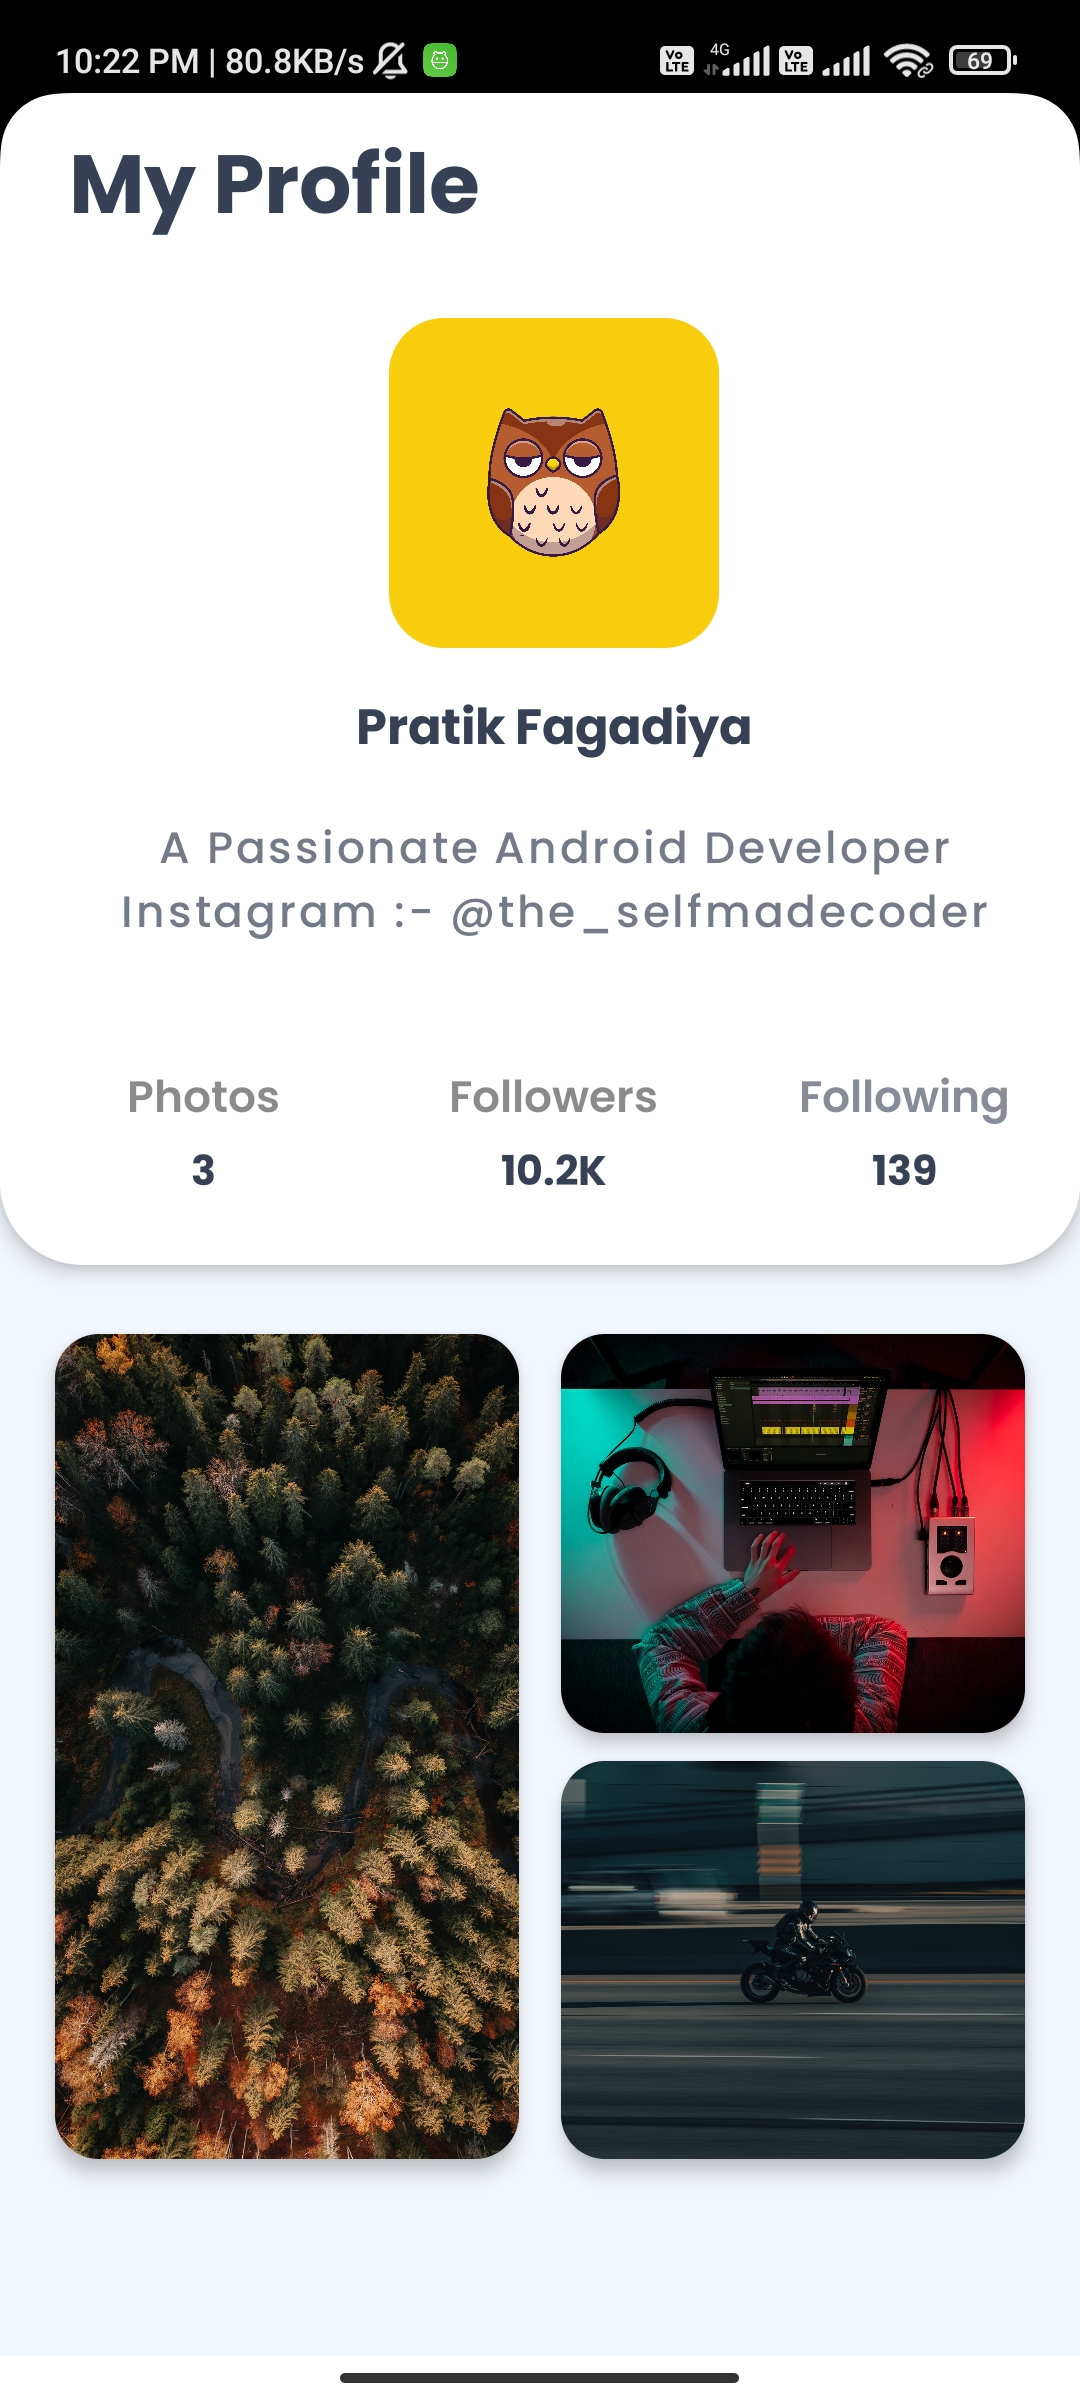 10:22 PM | 80.8KB/s Vo LTE 4G Vo LTE 69
My Profile
Pratik Fagadiya
A Passionate Android Developer
Instagram :- @the_selfmadecoder
Photos Followers Following
3 10.2K 139